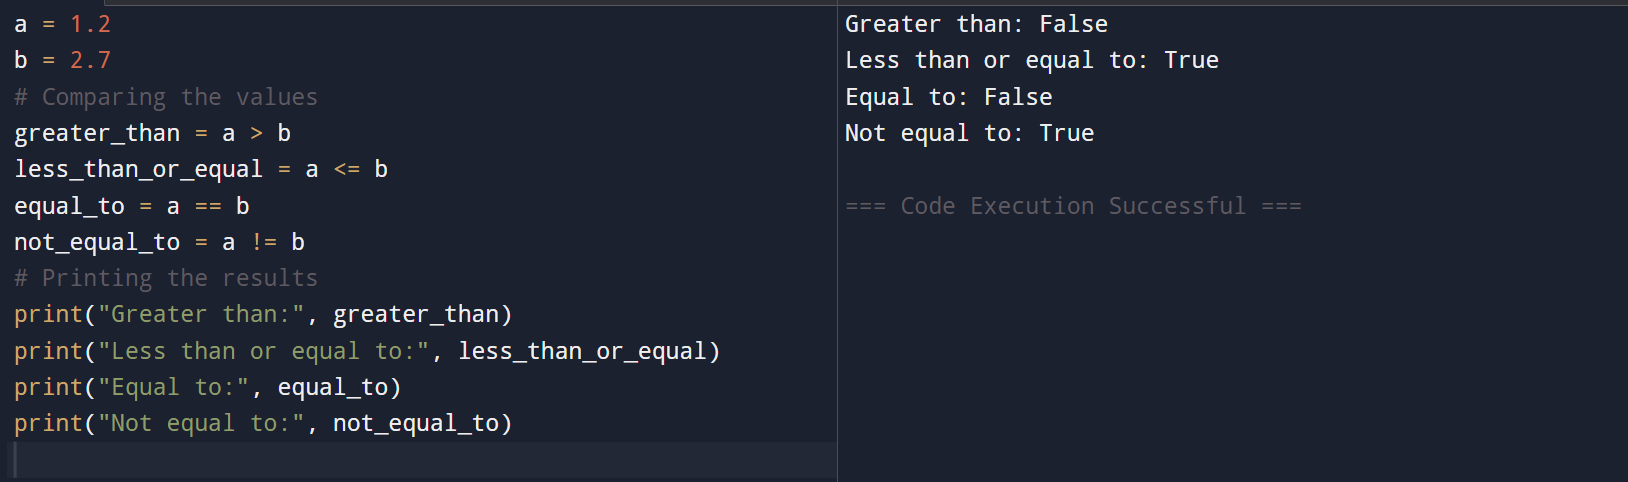 a = 1.2
b = 2.7
# Comparing the values
greater_than = a > b
less_than_or_equal = a <= b
equal_to = a == b
not_equal_to = a != b
# Printing the results
print("Greater than:", greater_than)
print("Less than or equal to:", less_than_or_equal)
print("Equal to:", equal_to)
print("Not equal to:", not_equal_to)
Greater than: False
Less than or equal to: True
Equal to: False
Not equal to: True
=== Code Execution Successful ===